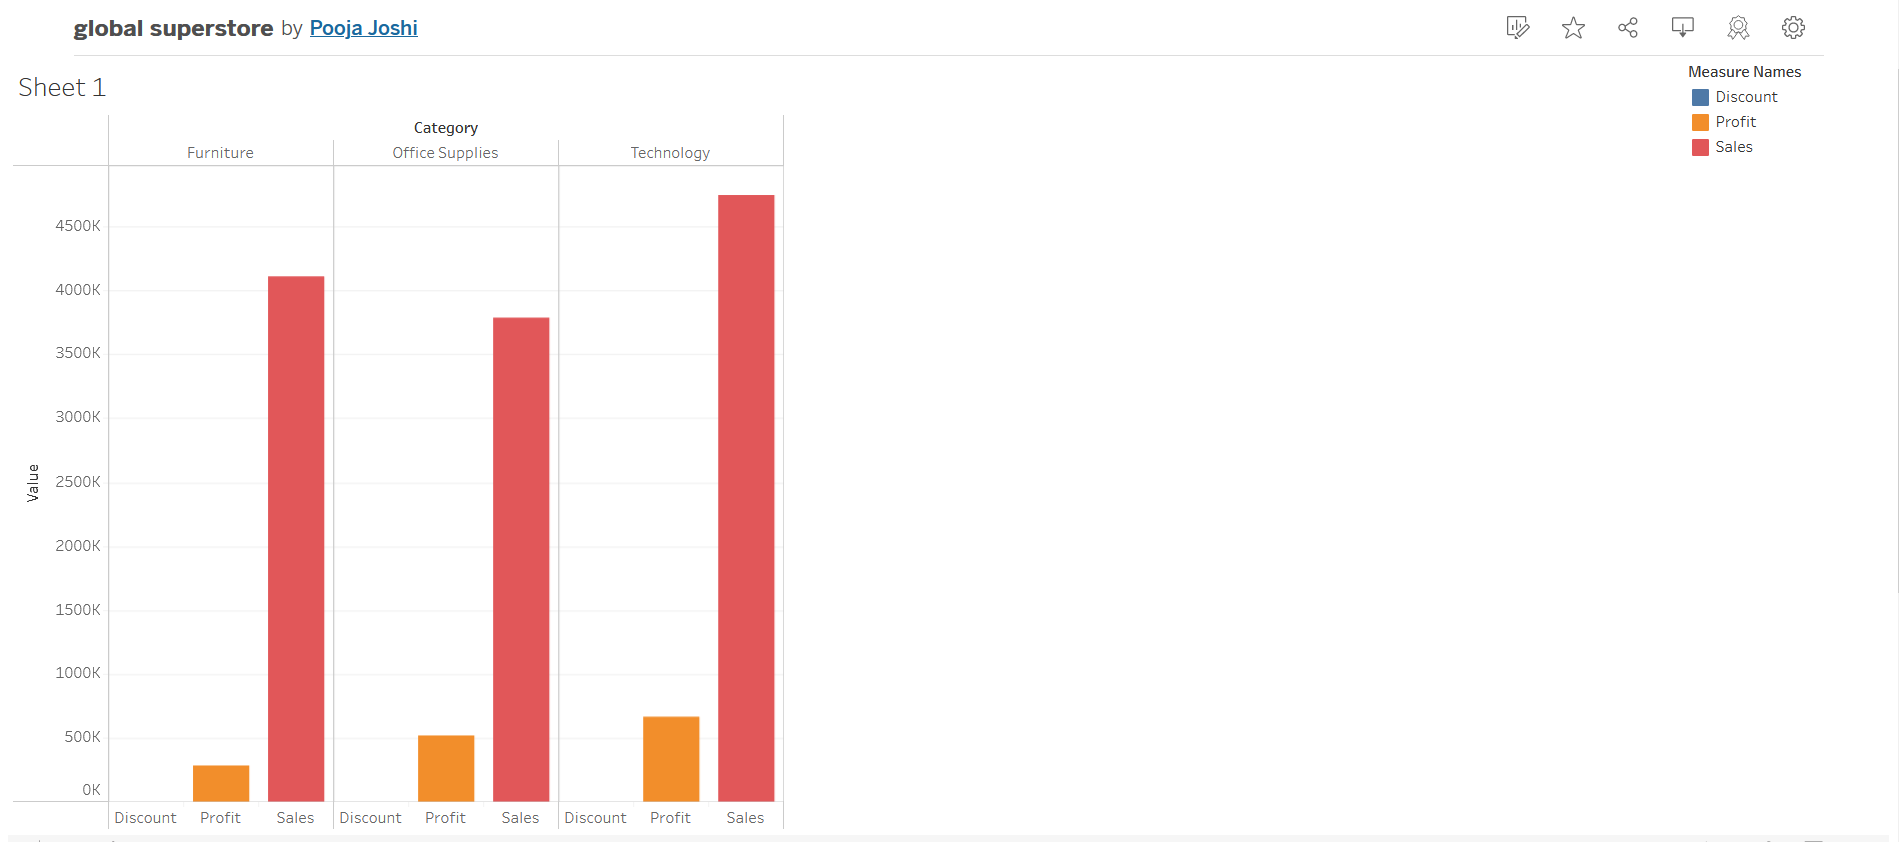 global superstore by Pooja Joshi
Sheet 1
Measure Names
Discount
Profit
Sales
Category
Furniture Office Supplies Technology
4500K
4000K
3500K
3000K
2500K
2000K
1500K
1000K
500K
0K
Value
Discount Profit Sales Discount Profit Sales Discount Profit Sales